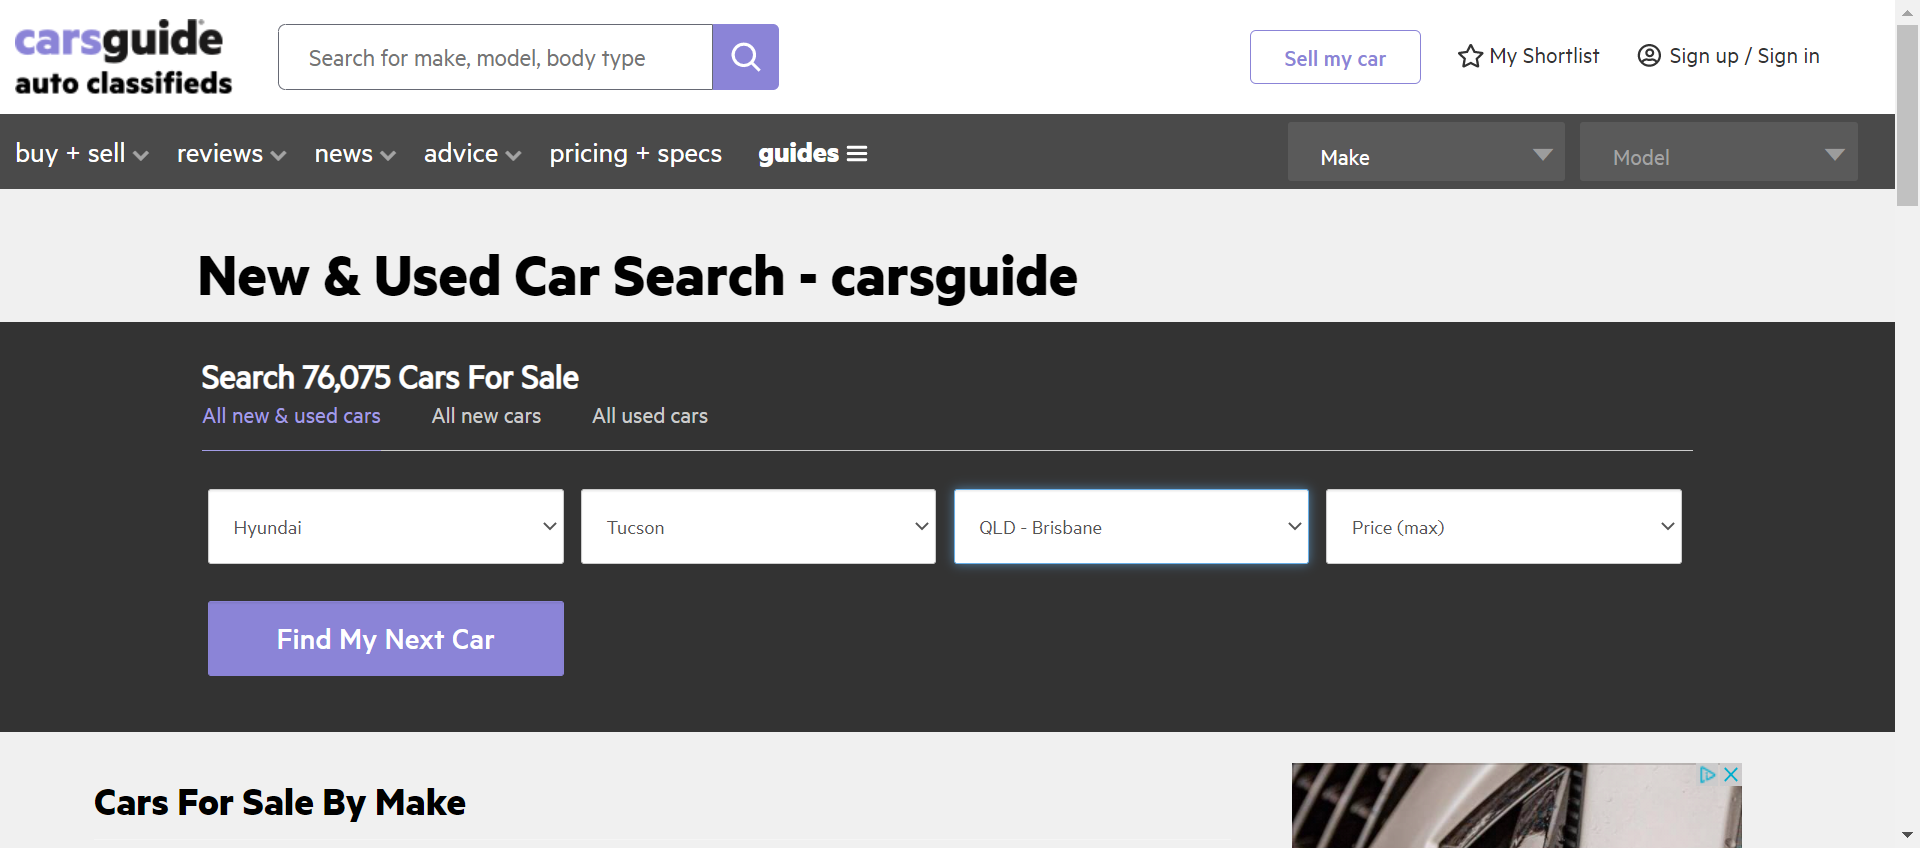 carsguide
auto classifieds
Search for make, model, body type
Sell my car
My Shortlist
Sign up / Sign in
buy + sell
reviews
news
advice
pricing + specs
guides
Make
Model
New & Used Car Search - carsguide
Search 76,075 Cars For Sale
All new & used cars
All new cars
All used cars
Hyundai
Tucson
QLD - Brisbane
Price (max)
Find My Next Car
Cars For Sale By Make